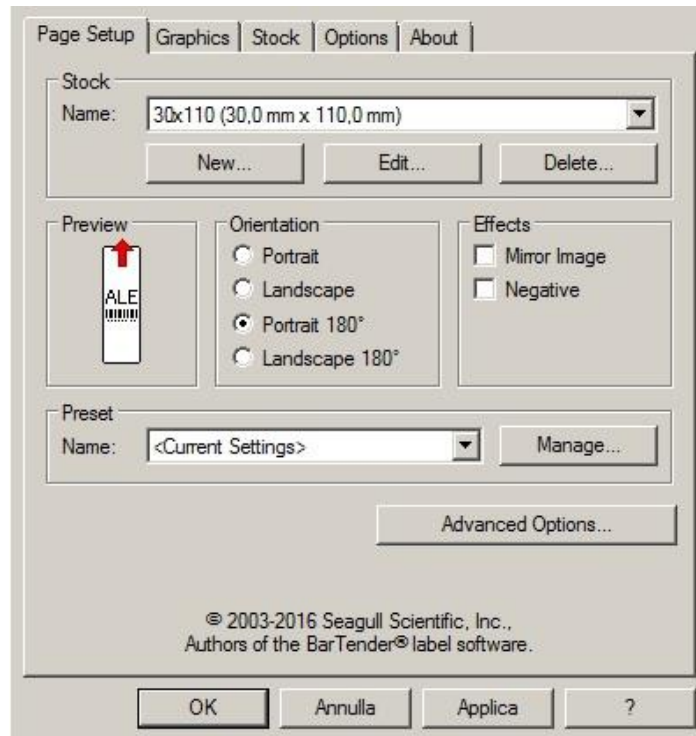 Page Setup Graphics Stock Options About
Stock
Name: 30x110 (30,0 mm x 110,0 mm)
New... Edit... Delete...
Preview
ALE
Orientation
Portrait
Landscape
Portrait 180°
Landscape 180°
Effects
Mirror Image
Negative
Preset
Name: <Current Settings> Manage...
Advanced Options...
© 2003-2016 Seagull Scientific, Inc.,
Authors of the BarTender® label software.
OK Annulla Applica ?